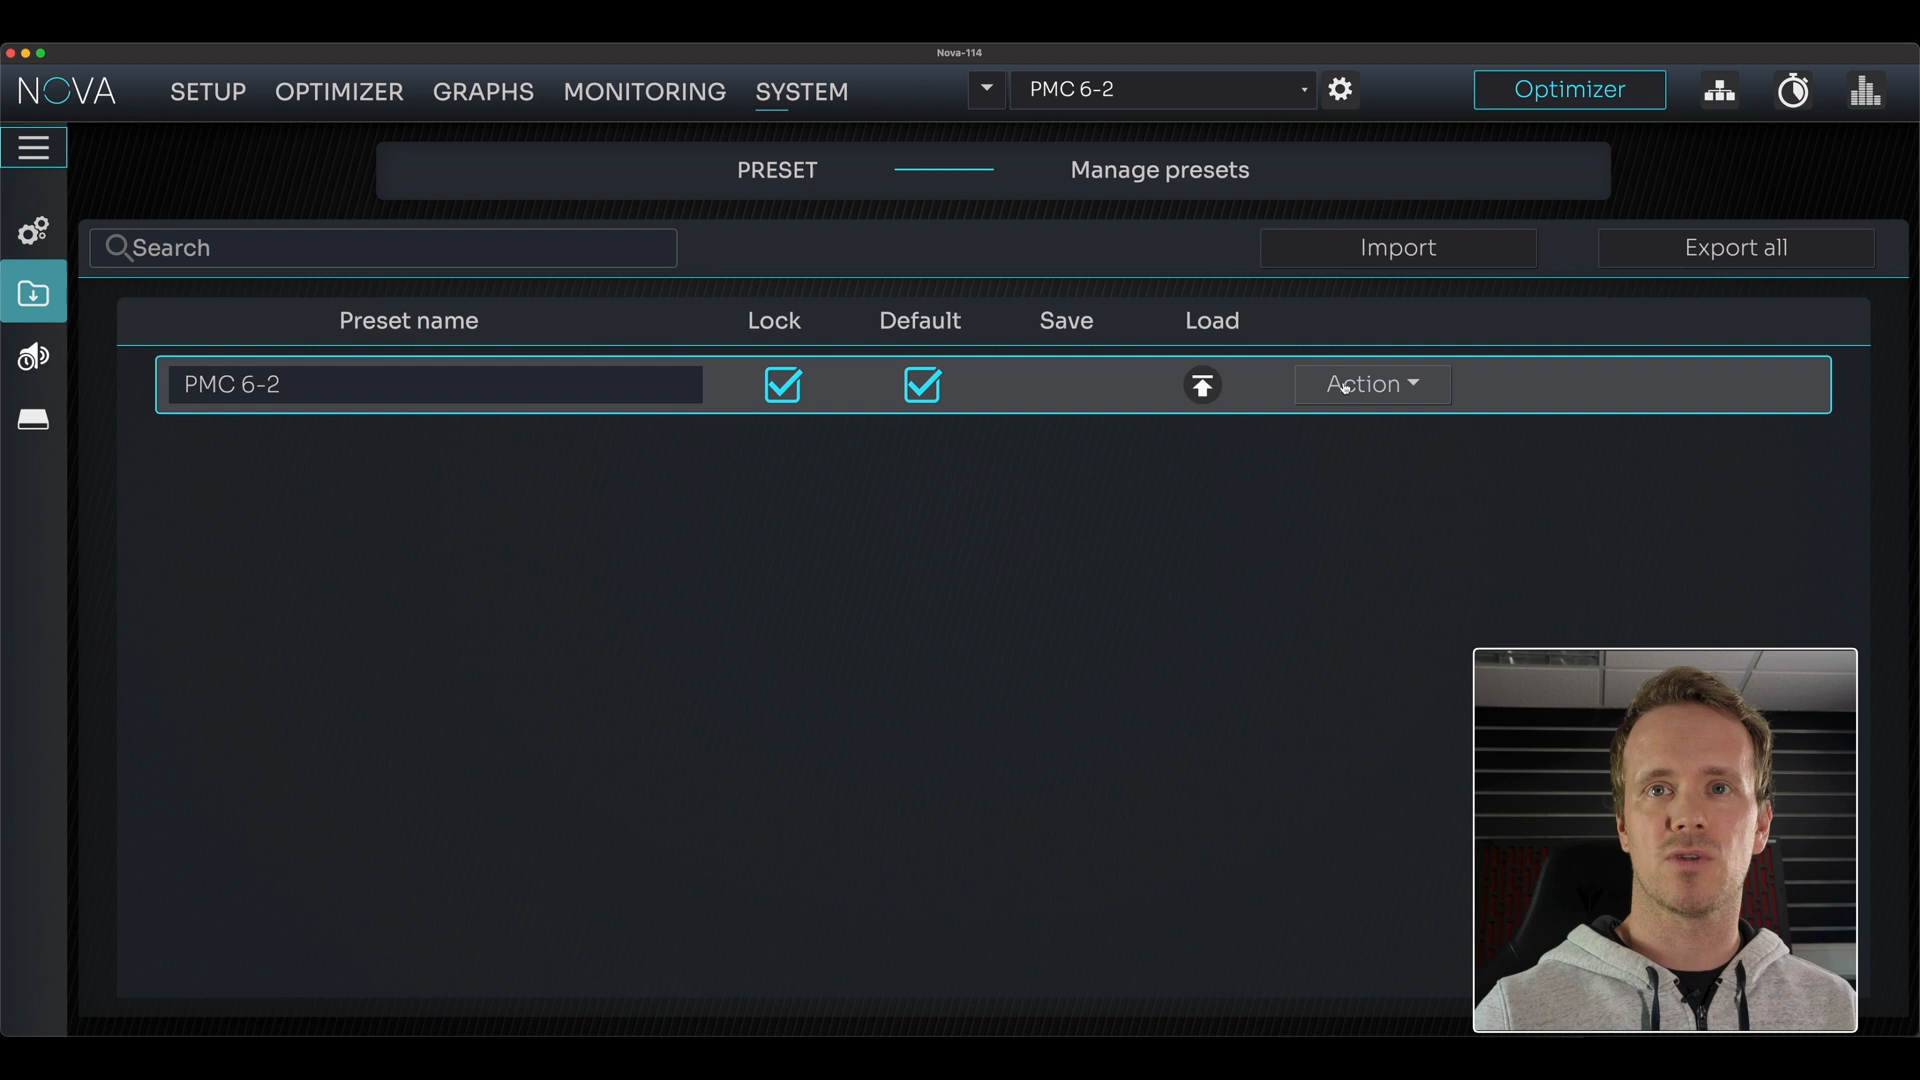 Nova-114
NOVA SETUP OPTIMIZER GRAPHS MONITORING SYSTEM PMC 6-2 Optimizer
PRESET Manage presets
Search Import Export all
Preset name Lock Default Save Load
PMC 6-2 Action